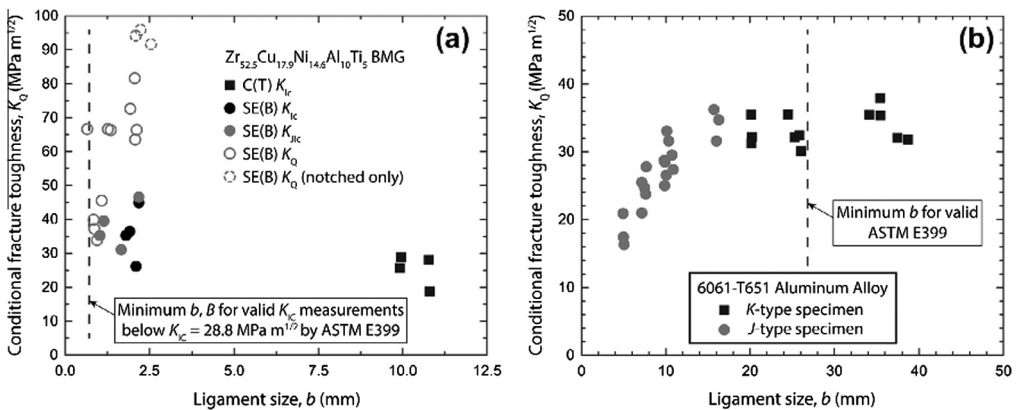 Conditional fracture toughness, K_Q (MPa m^1/2)
100
90
80
70
60
50
40
30
20
10
0
(a)
Zr52.5Cu17.9Ni14.6Al10Ti5 BMG
C(T) K_Ic
SE(B) K_Ic
SE(B) K_JIc
SE(B) K_Q
SE(B) K_Q (notched only)
Minimum b, B for valid K_IC measurements
below K_IC = 28.8 MPa m^1/2 by ASTM E399
0.0 2.5 5.0 7.5 10.0 12.5
Ligament size, b (mm)
Conditional fracture toughness, K_Q (MPa m^1/2)
50
40
30
20
10
0
(b)
Minimum b for valid
ASTM E399
6061-T651 Aluminum Alloy
K-type specimen
J-type specimen
0 10 20 30 40 50
Ligament size, b (mm)